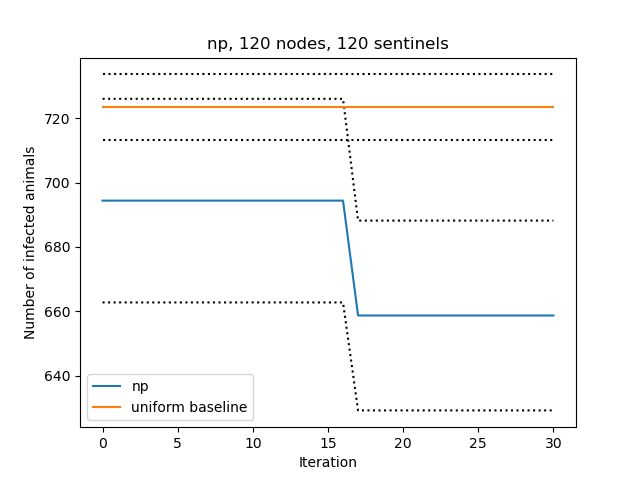 np, 120 nodes, 120 sentinels
Number of infected animals
720
700
680
660
640
np
uniform baseline
0 5 10 15 20 25 30
Iteration